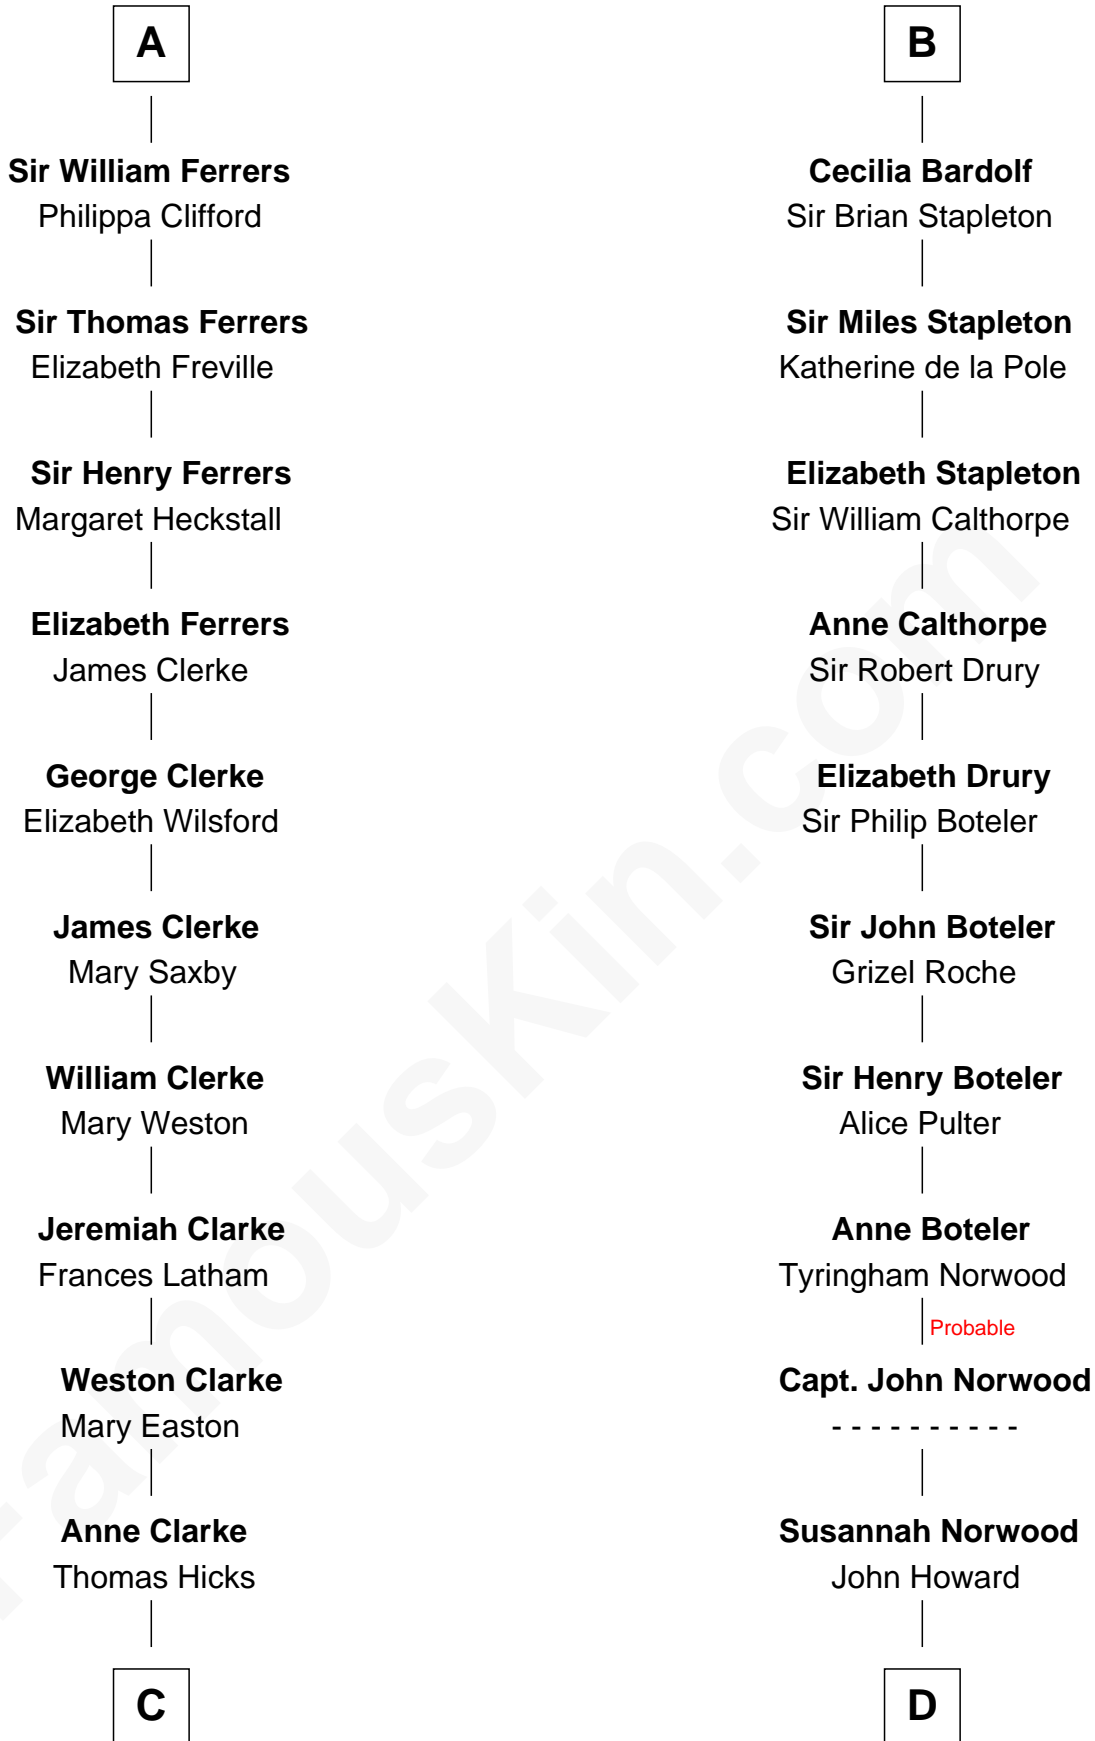 A
Sir William Ferrers
Philippa Clifford
Sir Thomas Ferrers
Elizabeth Freville
Sir Henry Ferrers
Margaret Heckstall
Elizabeth Ferrers
James Clerke
George Clerke
Elizabeth Wilsford
James Clerke
Mary Saxby
William Clerke
Mary Weston
Jeremiah Clarke
Frances Latham
Weston Clarke
Mary Easton
Anne Clarke
Thomas Hicks
C
B
Cecilia Bardolf
Sir Brian Stapleton
Sir Miles Stapleton
Katherine de la Pole
Elizabeth Stapleton
Sir William Calthorpe
Anne Calthorpe
Sir Robert Drury
Elizabeth Drury
Sir Philip Boteler
Sir John Boteler
Grizel Roche
Sir Henry Boteler
Alice Pulter
Anne Boteler
Tyringham Norwood
Probable
Capt. John Norwood
- - - - - - - - - -
Susannah Norwood
John Howard
D
FamousKin.com